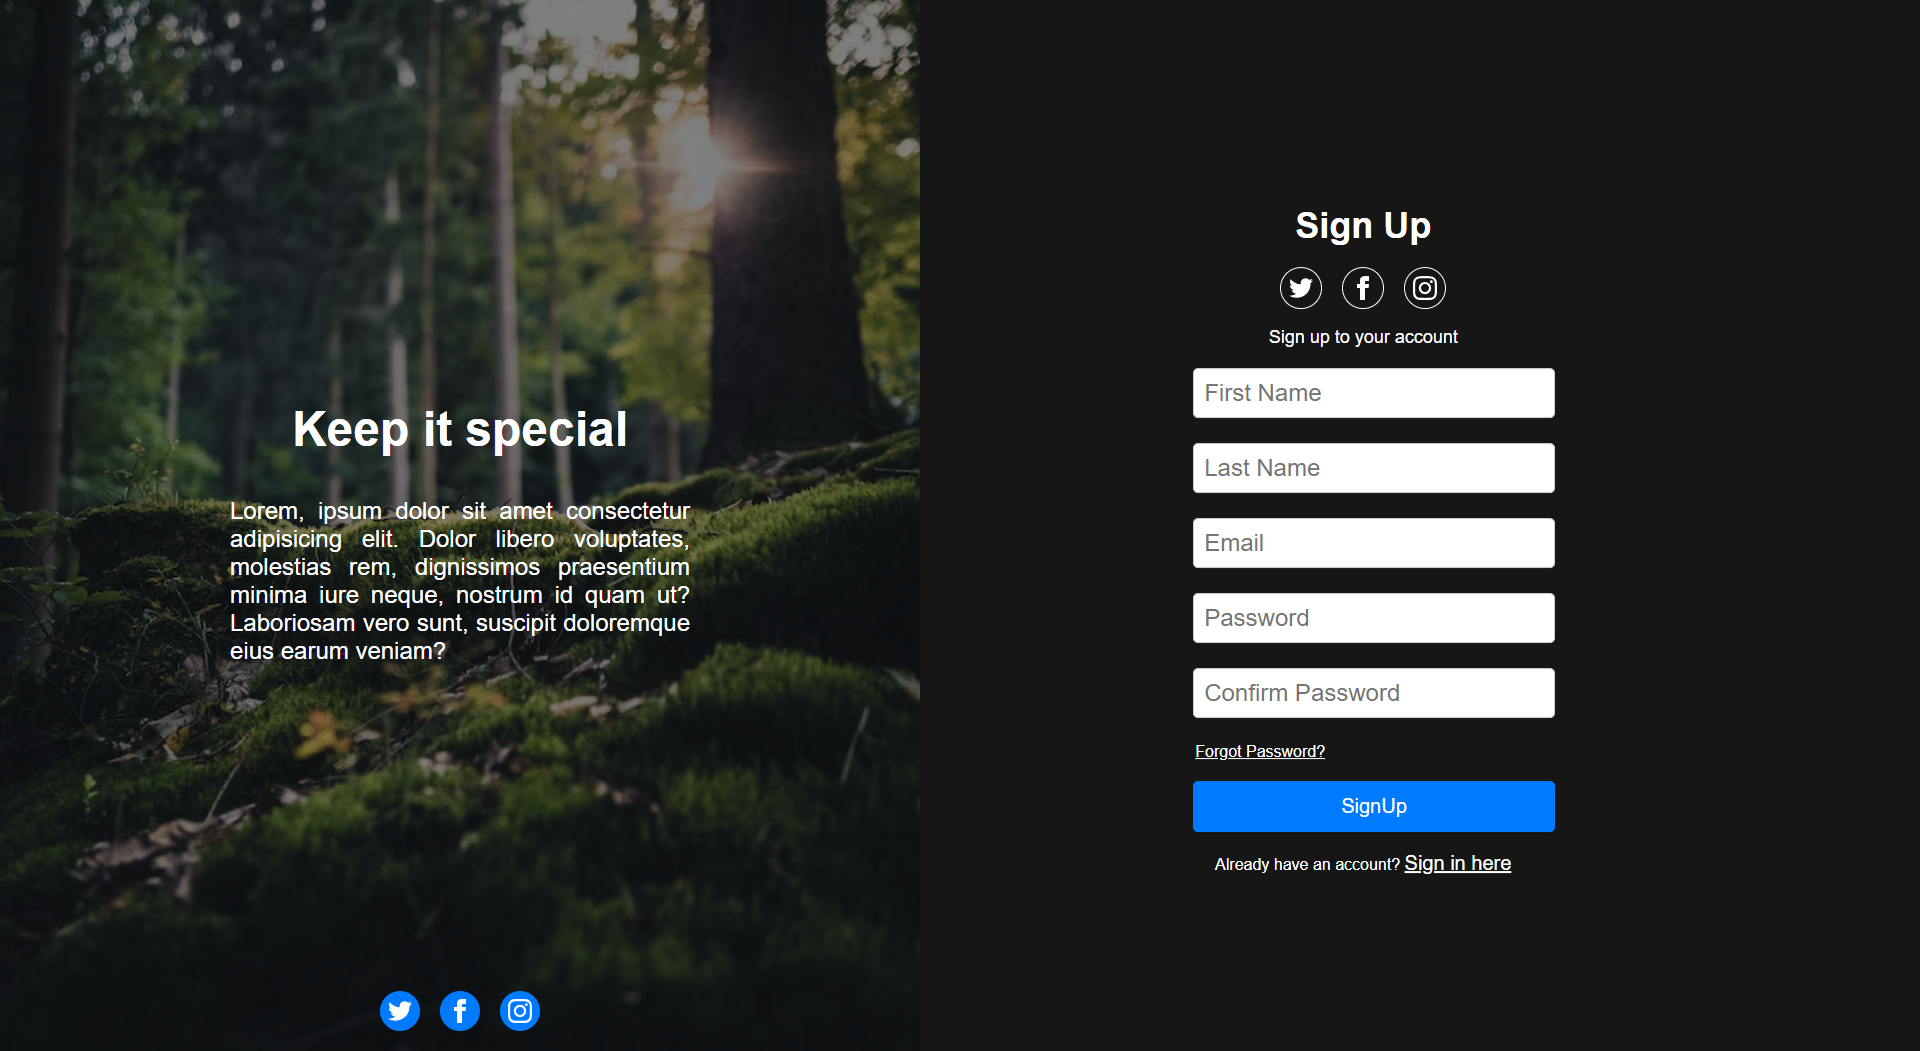 Keep it special
Lorem, ipsum dolor sit amet consectetur
adipisicing elit. Dolor libero voluptates,
molestias rem, dignissimos praesentium
minima iure neque, nostrum id quam ut?
Laboriosam vero sunt, suscipit doloremque
eius earum veniam?
Sign Up
Sign up to your account
First Name
Last Name
Email
Password
Confirm Password
Forgot Password?
SignUp
Already have an account? Sign in here